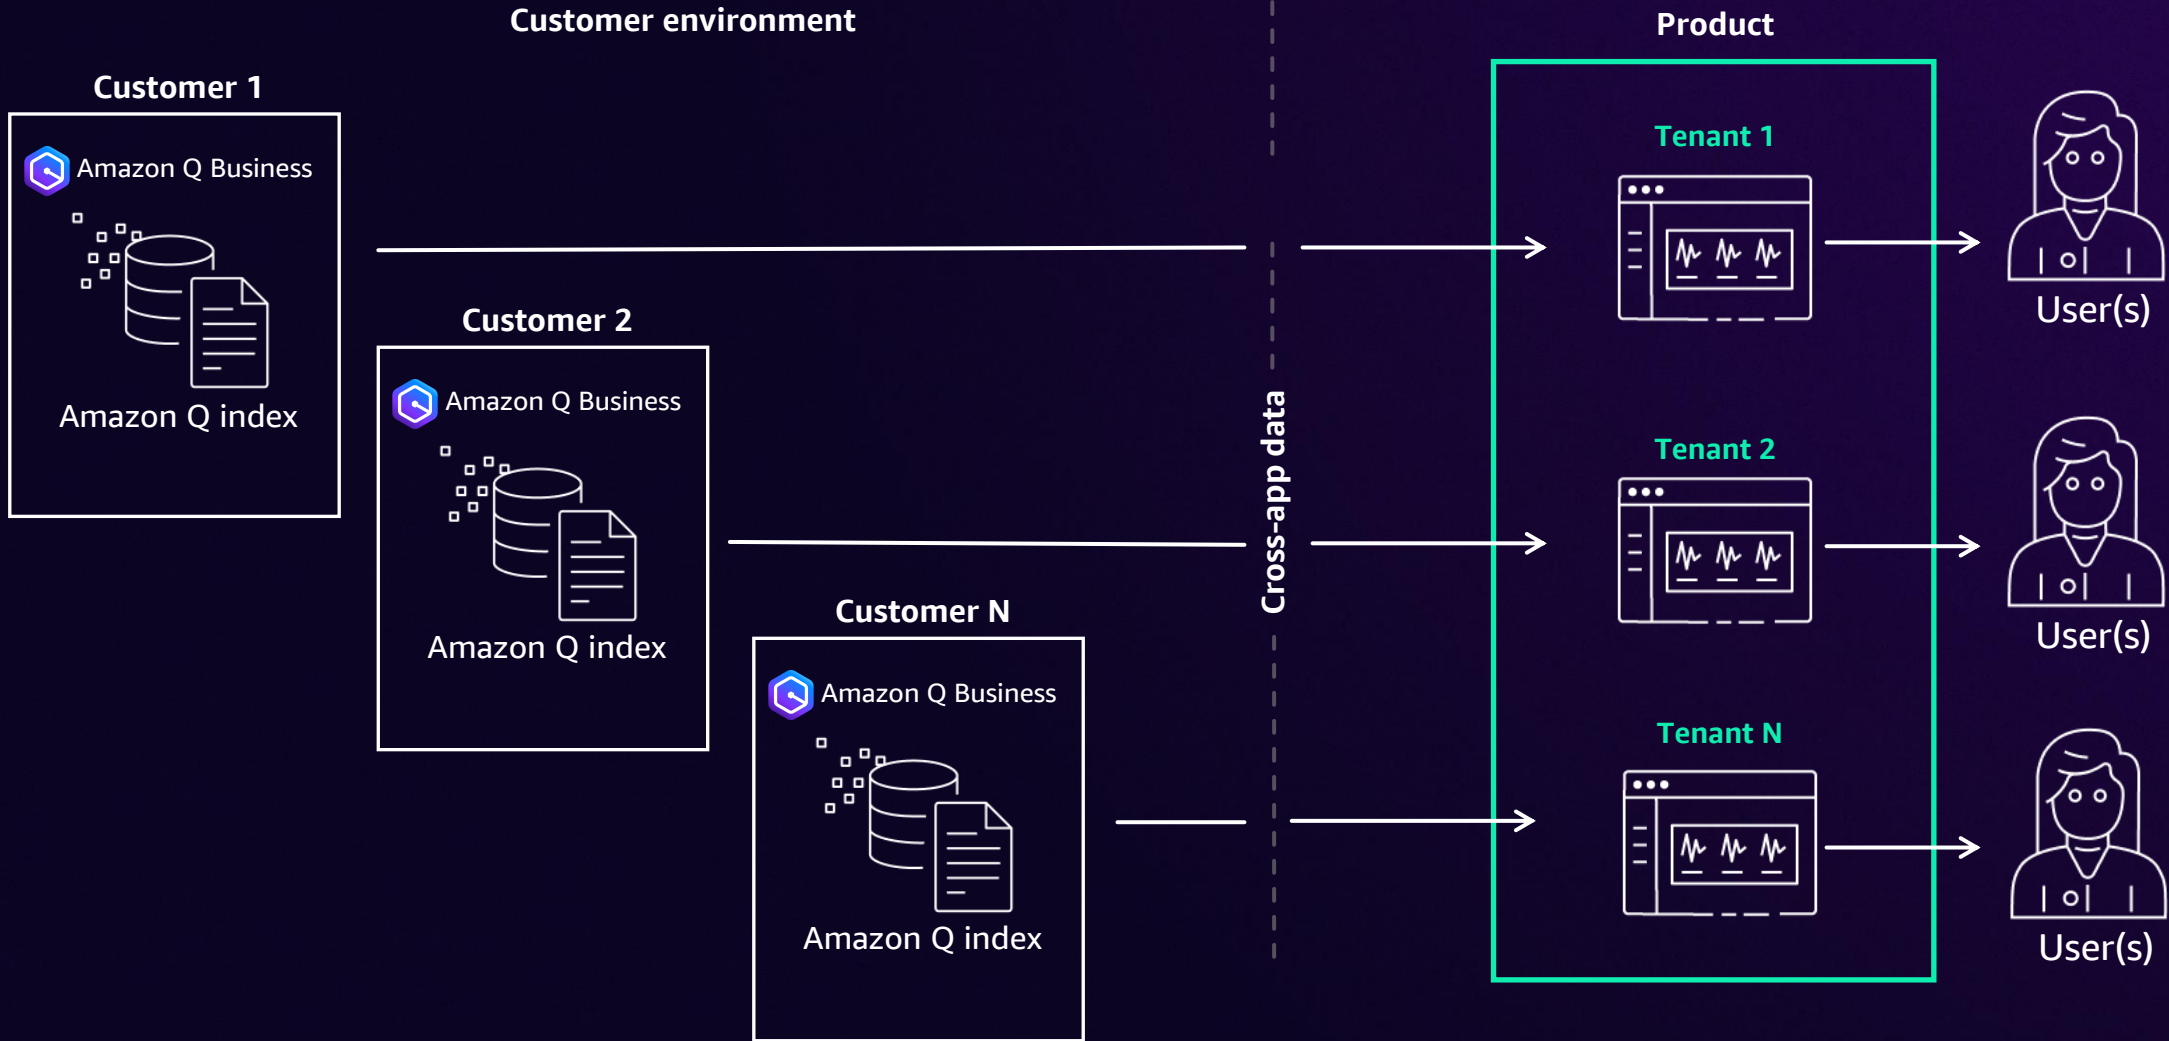 Customer environment
Product
Customer 1
Amazon Q Business
Amazon Q index
Customer 2
Amazon Q Business
Amazon Q index
Customer N
Amazon Q Business
Amazon Q index
Cross-app data
Tenant 1
User(s)
Tenant 2
User(s)
Tenant N
User(s)